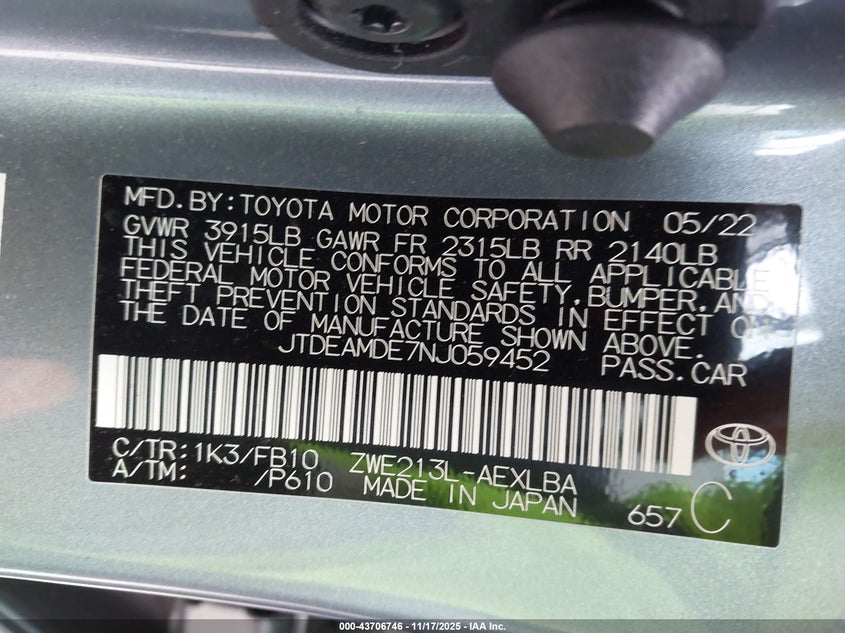 MFD.BY:TOYOTA MOTOR CORPORATION 05/22
GVWR 3915LB GAWR FR 2315LB RR 2140LB
THIS VEHICLE CONFORMS TO ALL APPLICABLE
FEDERAL MOTOR VEHICLE SAFETY,BUMPER,AND
THEFT PREVENTION STANDARDS IN EFFECT ON
THE DATE OF MANUFACTURE SHOWN ABOVE.
JTDEAMDE7NJ059452 PASS.CAR
C/TR:1K3/FB10 ZWE213L-AEXLBA
A/TM: /P610 MADE IN JAPAN 657 C
000-43706746 - 11/17/2025 - IAA Inc.